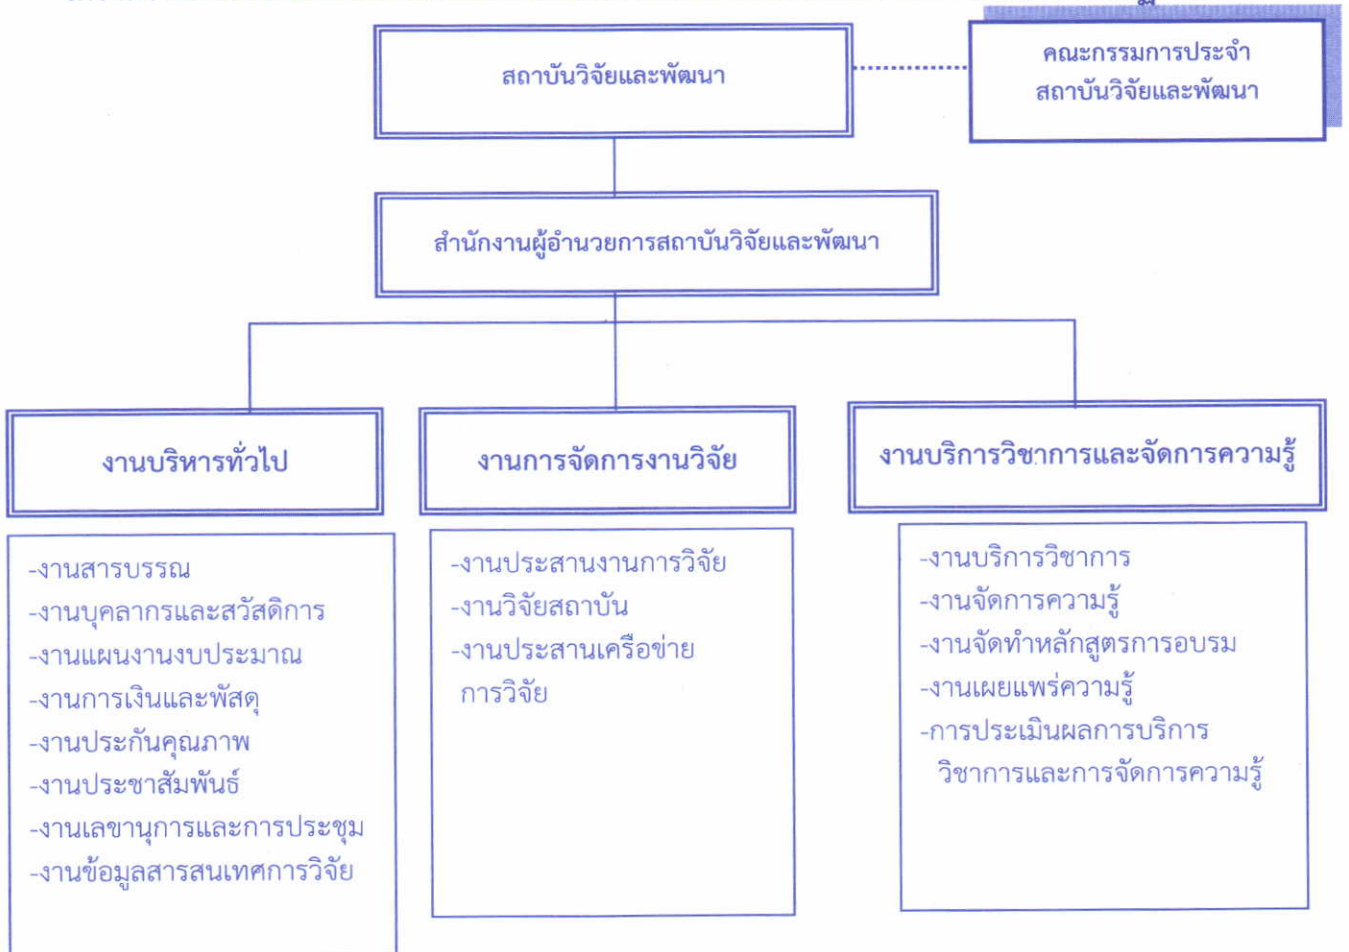 สถาบันวิจัยและพัฒนา
คณะกรรมการประจำ
สถาบันวิจัยและพัฒนา
สำนักงานผู้อำนวยการสถาบันวิจัยและพัฒนา
งานบริหารทั่วไป
-งานสารบรรณ
-งานบุคลากรและสวัสดิการ
-งานแผนงานงบประมาณ
-งานการเงินและพัสดุ
-งานประกันคุณภาพ
-งานประชาสัมพันธ์
-งานเลขานุการและการประชุม
-งานข้อมูลสารสนเทศการวิจัย
งานการจัดการงานวิจัย
-งานประสานงานการวิจัย
-งานวิจัยสถาบัน
-งานประสานเครือข่าย
การวิจัย
งานบริการวิชาการและจัดการความรู้
-งานบริการวิชาการ
-งานจัดการความรู้
-งานจัดทำหลักสูตรการอบรม
-งานเผยแพร่ความรู้
-การประเมินผลการบริการ
วิชาการและการจัดการความรู้